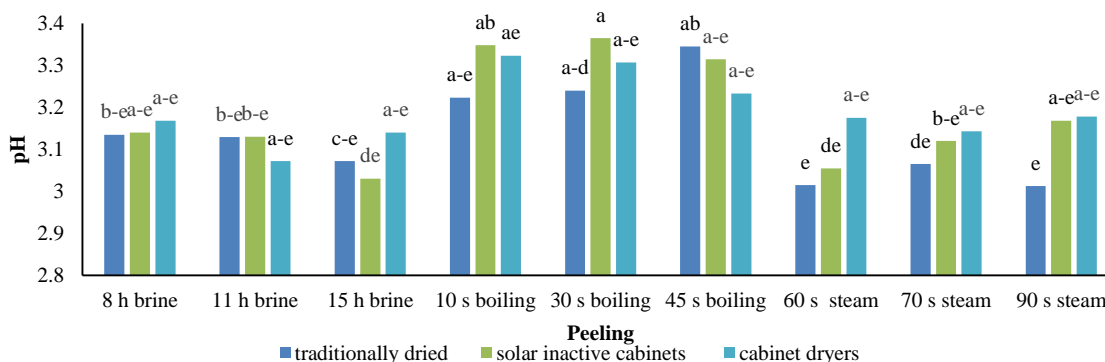 3.4
3.3
3.2
3.1
3
2.9
2.8
pH
b-e a-e a-e
b-e b-e a-e
c-e de a-e
a-e ab ae
a-d a a-e
ab a-e a-e
e de a-e
de b-e a-e
e a-e a-e
8 h brine 11 h brine 15 h brine 10 s boiling 30 s boiling 45 s boiling 60 s steam 70 s steam 90 s steam
Peeling
traditionally dried solar inactive cabinets cabinet dryers